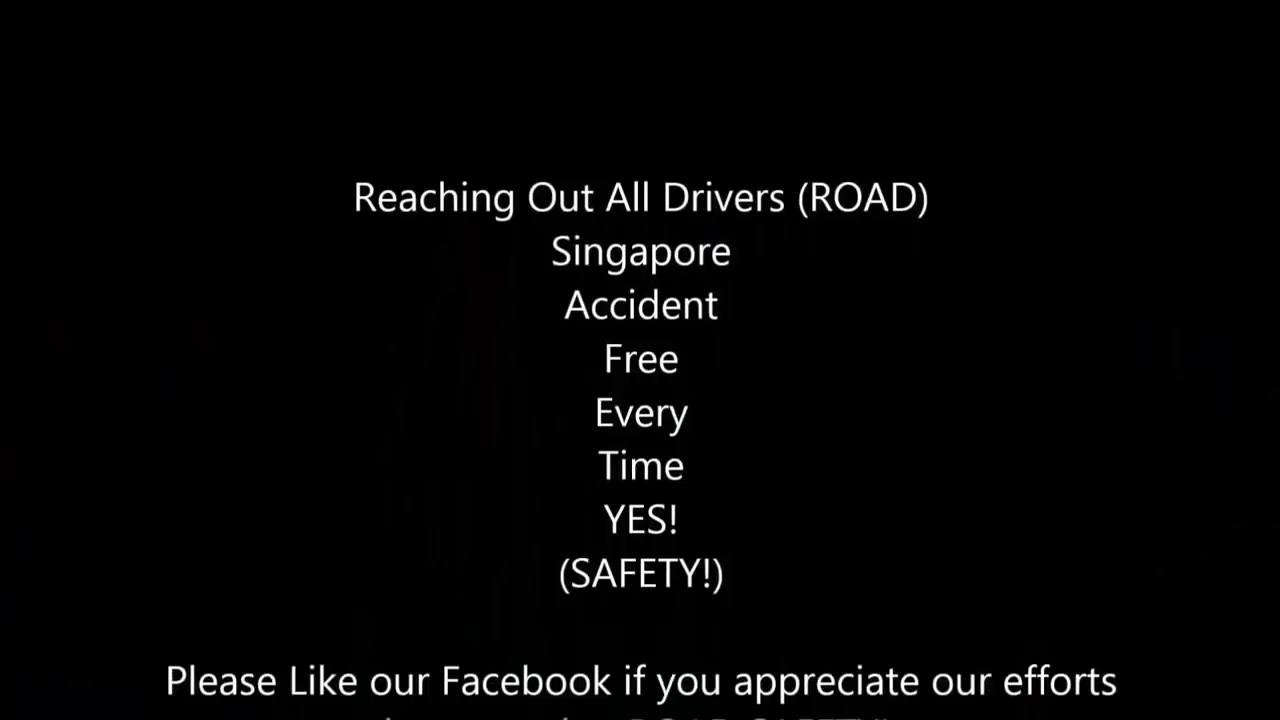 Reaching Out All Drivers (ROAD)
Singapore
Accident
Free
Every
Time
YES!
(SAFETY!)
Please Like our Facebook if you appreciate our efforts